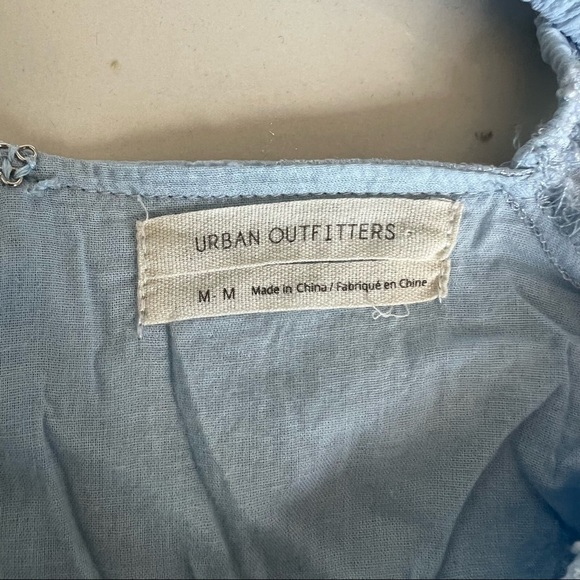 URBAN OUTFITTERS
M- M Made in China / Fabriqué en Chine